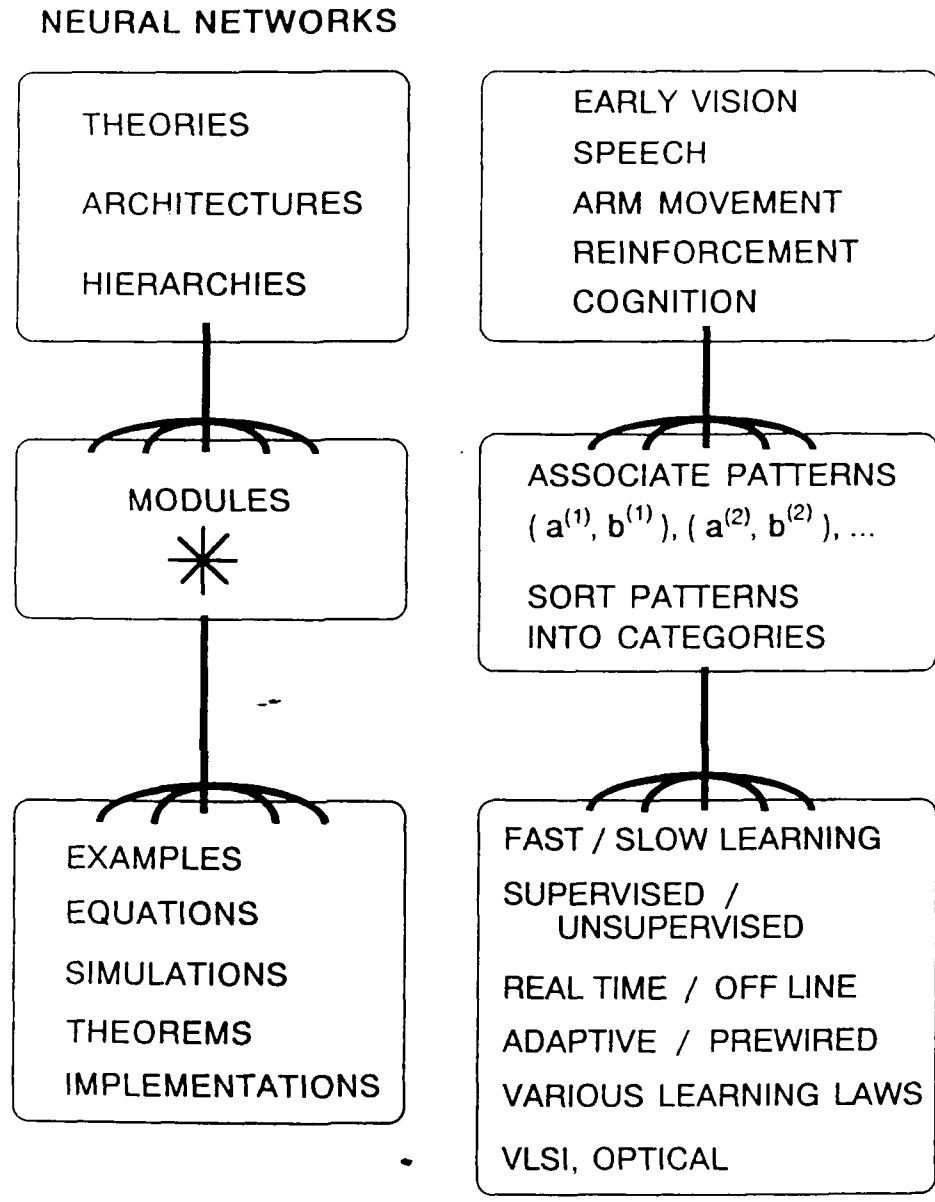 NEURAL NETWORKS
THEORIES
ARCHITECTURES
HIERARCHIES
MODULES
EXAMPLES
EQUATIONS
SIMULATIONS
THEOREMS
IMPLEMENTATIONS
EARLY VISION
SPEECH
ARM MOVEMENT
REINFORCEMENT
COGNITION
ASSOCIATE PATTERNS
( a⁽¹⁾, b⁽¹⁾ ), ( a⁽²⁾, b⁽²⁾ ), ...
SORT PATTERNS
INTO CATEGORIES
FAST / SLOW LEARNING
SUPERVISED /
UNSUPERVISED
REAL TIME / OFF LINE
ADAPTIVE / PREWIRED
VARIOUS LEARNING LAWS
VLSI, OPTICAL